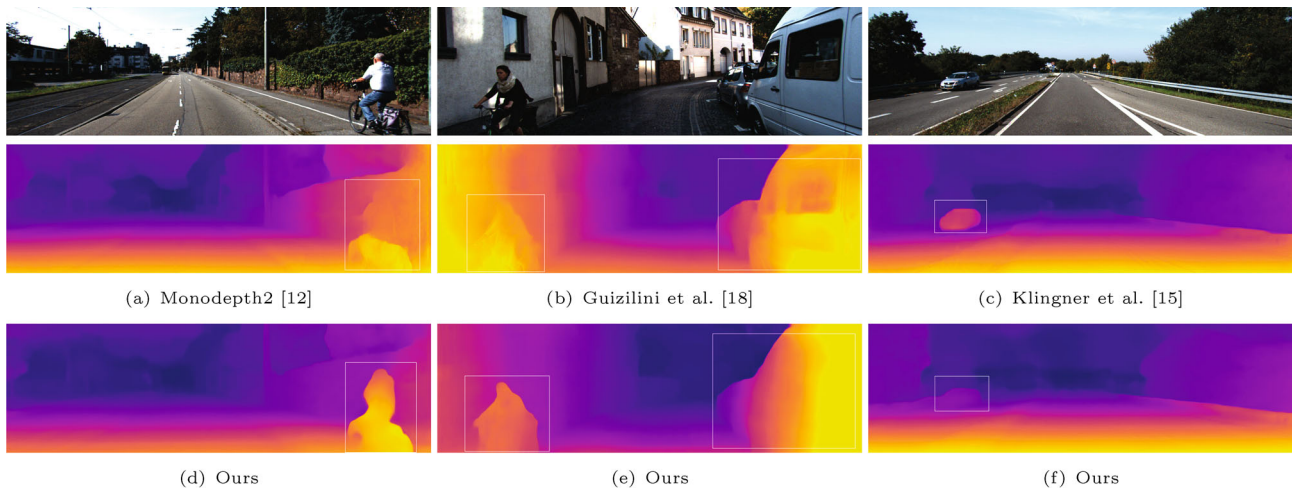 (a) Monodepth2 [12]
(b) Guizilini et al. [18]
(c) Klingner et al. [15]
(d) Ours
(e) Ours
(f) Ours